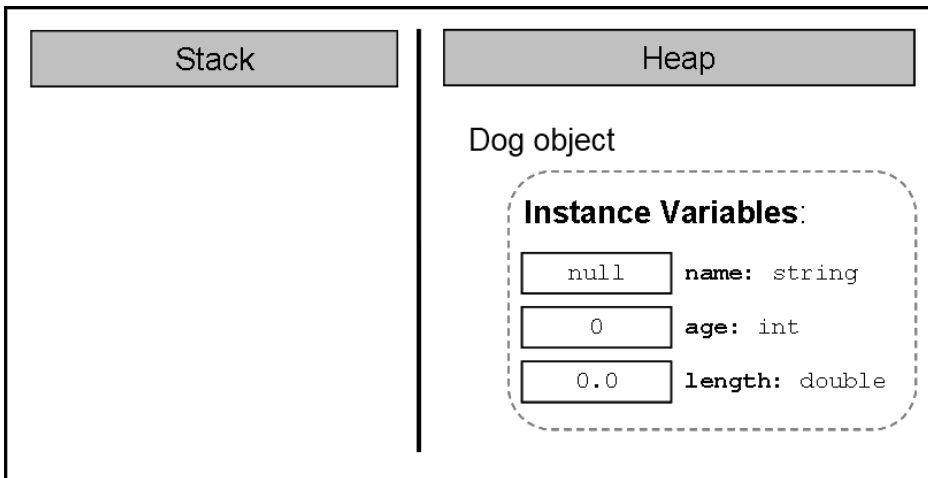 Stack
Heap
Dog object
Instance Variables:
null name: string
0 age: int
0.0 length: double